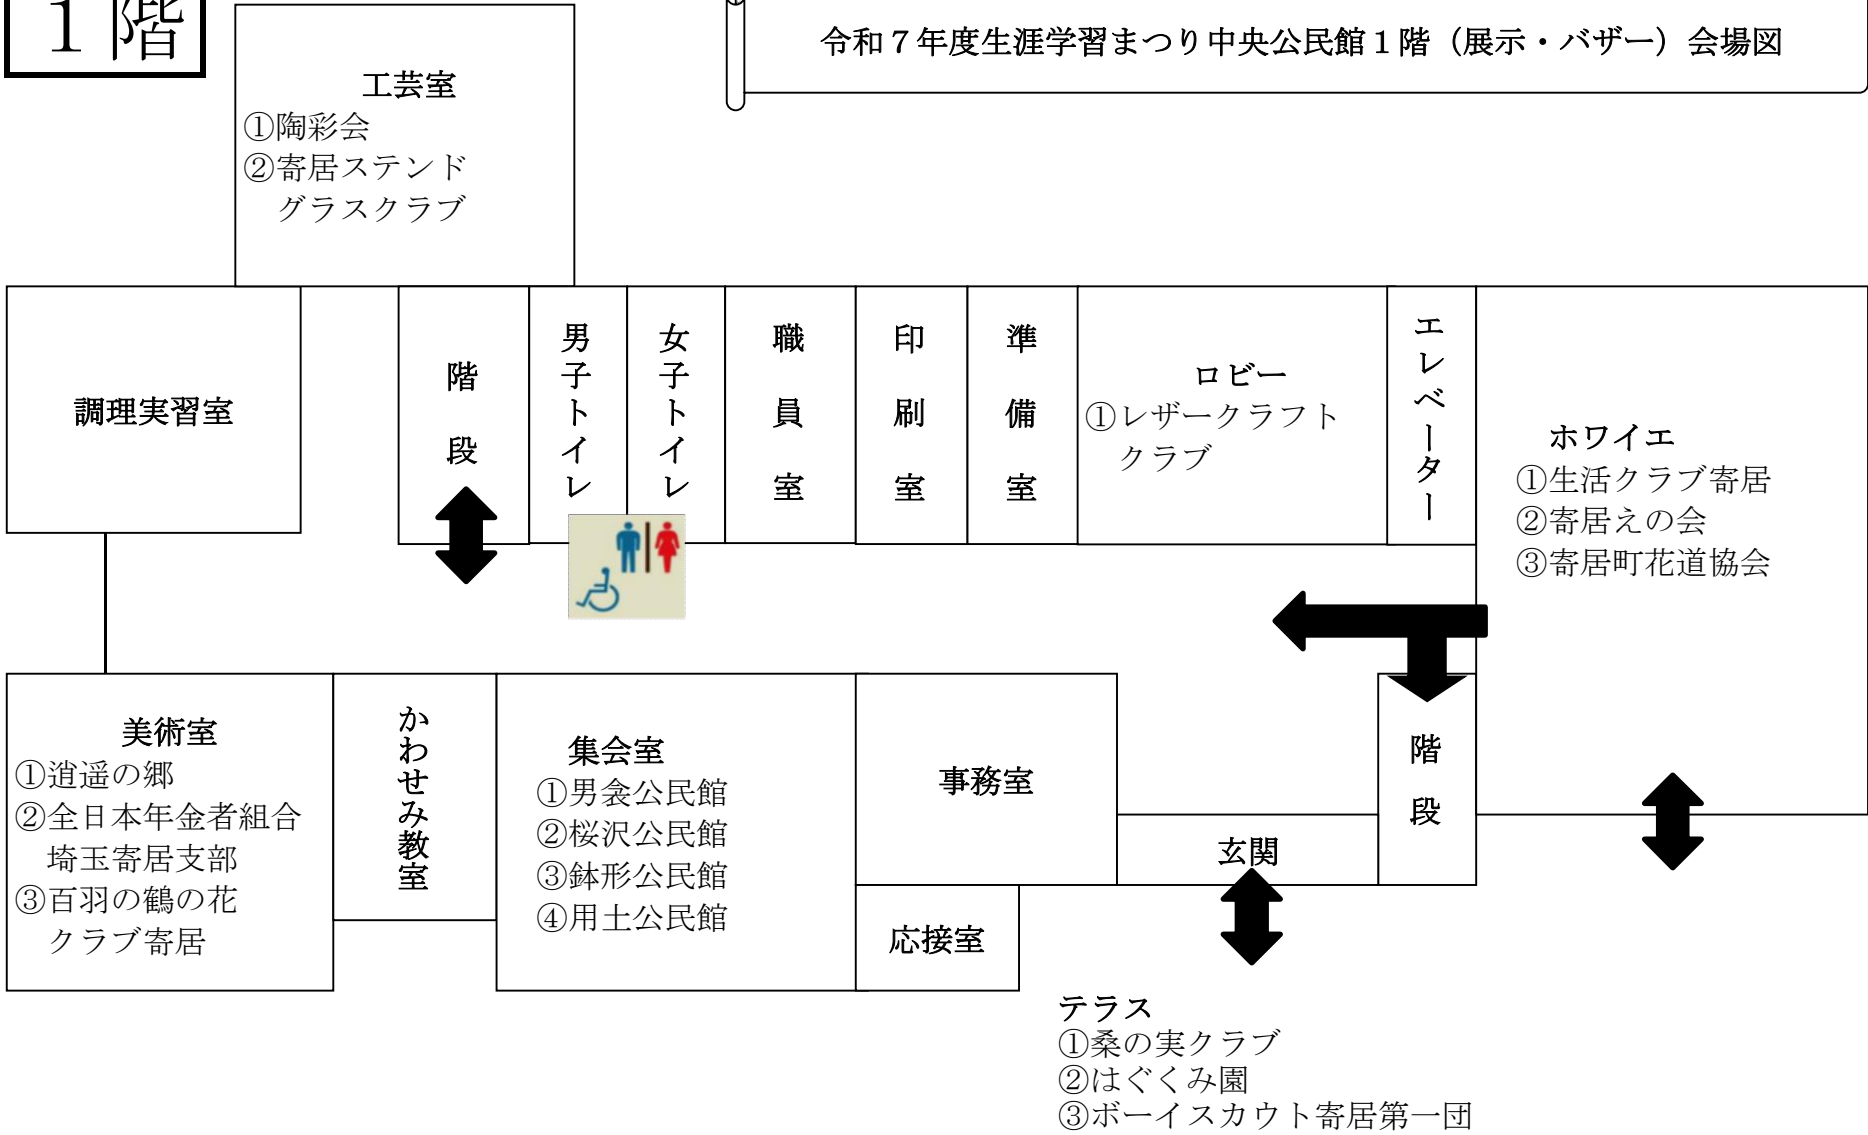 1階
令和7年度生涯学習まつり中央公民館1階（展示・バザー）会場図
工芸室
①陶彩会
②寄居ステンド
グラスクラブ
調理実習室
階段
男子トイレ
女子トイレ
職員室
印刷室
準備室
ロビー
①レザークラフト
クラブ
エレベーター
ホワイエ
①生活クラブ寄居
②寄居えの会
③寄居町花道協会
美術室
①逍遥の郷
②全日本年金者組合
埼玉寄居支部
③百羽の鶴の花
クラブ寄居
かわせみ教室
集会室
①男衾公民館
②桜沢公民館
③鉢形公民館
④用土公民館
事務室
応接室
玄関
階段
テラス
①桑の実クラブ
②はぐくみ園
③ボーイスカウト寄居第一団